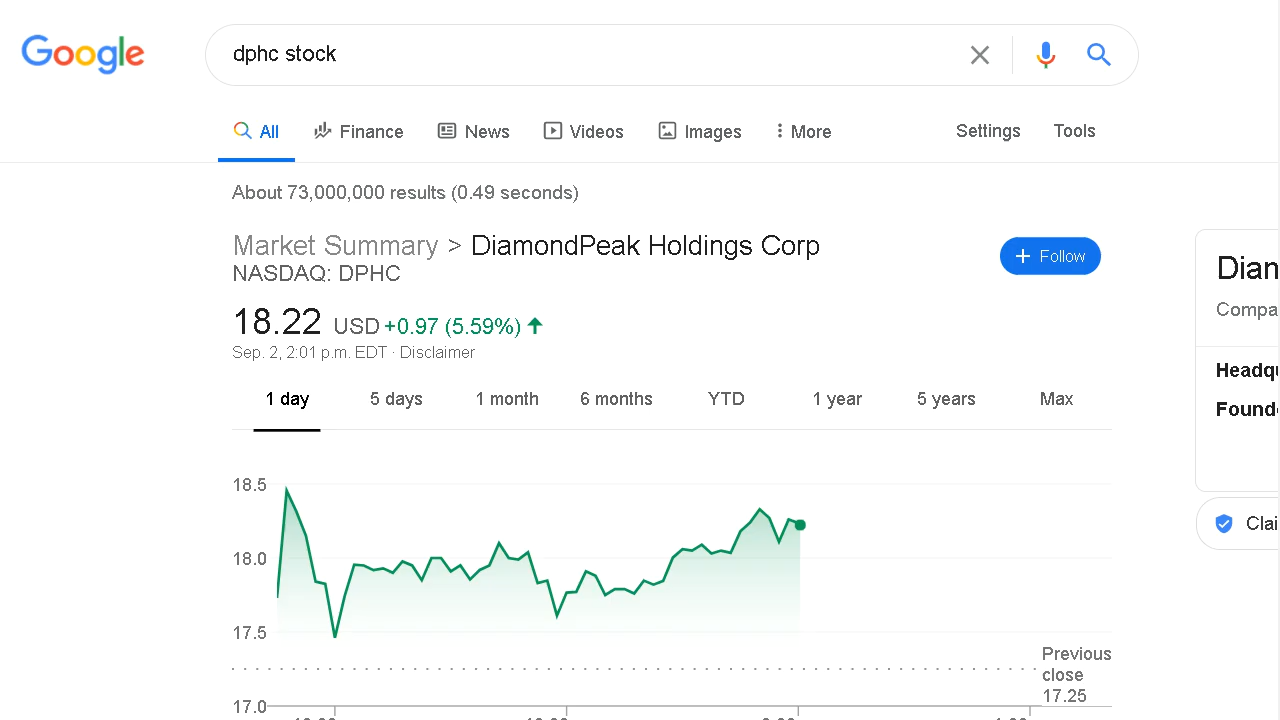 Google
dphc stock
All Finance News Videos Images More Settings Tools
About 73,000,000 results (0.49 seconds)
Market Summary > DiamondPeak Holdings Corp
NASDAQ: DPHC
Follow
18.22 USD +0.97 (5.59%)
Sep. 2, 2:01 p.m. EDT · Disclaimer
1 day 5 days 1 month 6 months YTD 1 year 5 years Max
18.5
18.0
17.5
17.0
Previous
close
17.25
Dian
Compa
Headqu
Founde
Clai